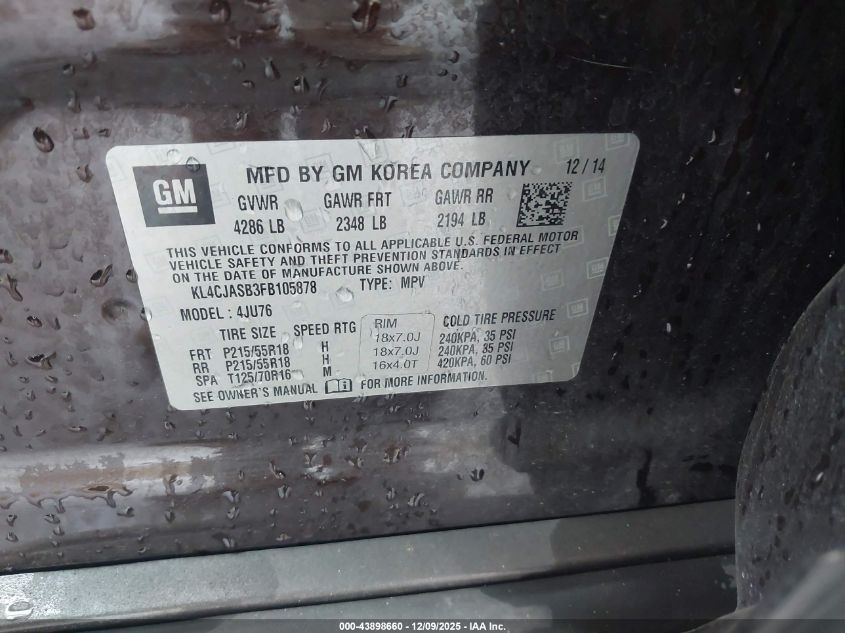 GM
MFD BY GM KOREA COMPANY 12/14
GVWR GAWR FRT GAWR RR
4286 LB 2348 LB 2194 LB
THIS VEHICLE CONFORMS TO ALL APPLICABLE U.S. FEDERAL MOTOR
VEHICLE SAFETY AND THEFT PREVENTION STANDARDS IN EFFECT
ON THE DATE OF MANUFACTURE SHOWN ABOVE.
KL4CJASB3FB105878 TYPE: MPV
MODEL: 4JU76
TIRE SIZE SPEED RTG RIM COLD TIRE PRESSURE
FRT P215/55R18 H 18x7.0J 240KPA, 35 PSI
RR P215/55R18 H 18x7.0J 240KPA, 35 PSI
SPA T125/70R16 M 16x4.0T 420KPA, 60 PSI
SEE OWNER'S MANUAL FOR MORE INFORMATION
000-43898660 - 12/09/2025 - IAA Inc.